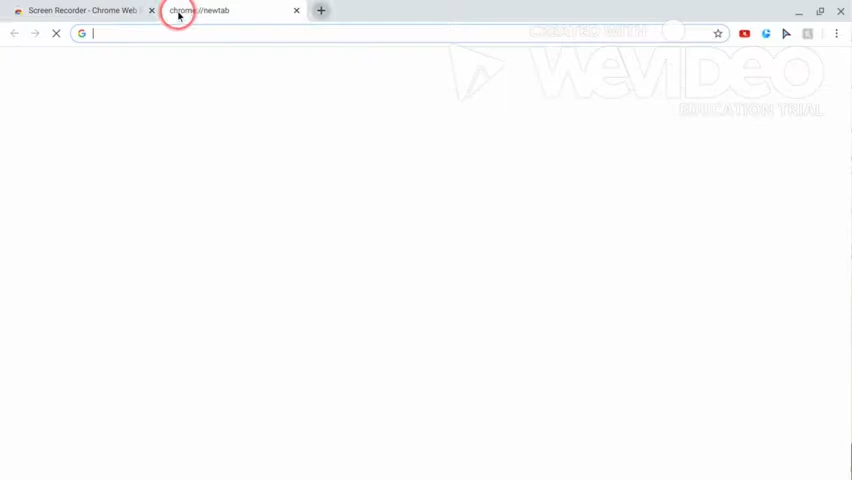 Screen Recorder - Chrome Web
chrome://newtab
CREATED WITH
WEVIDEO
EDUCATION TRIAL